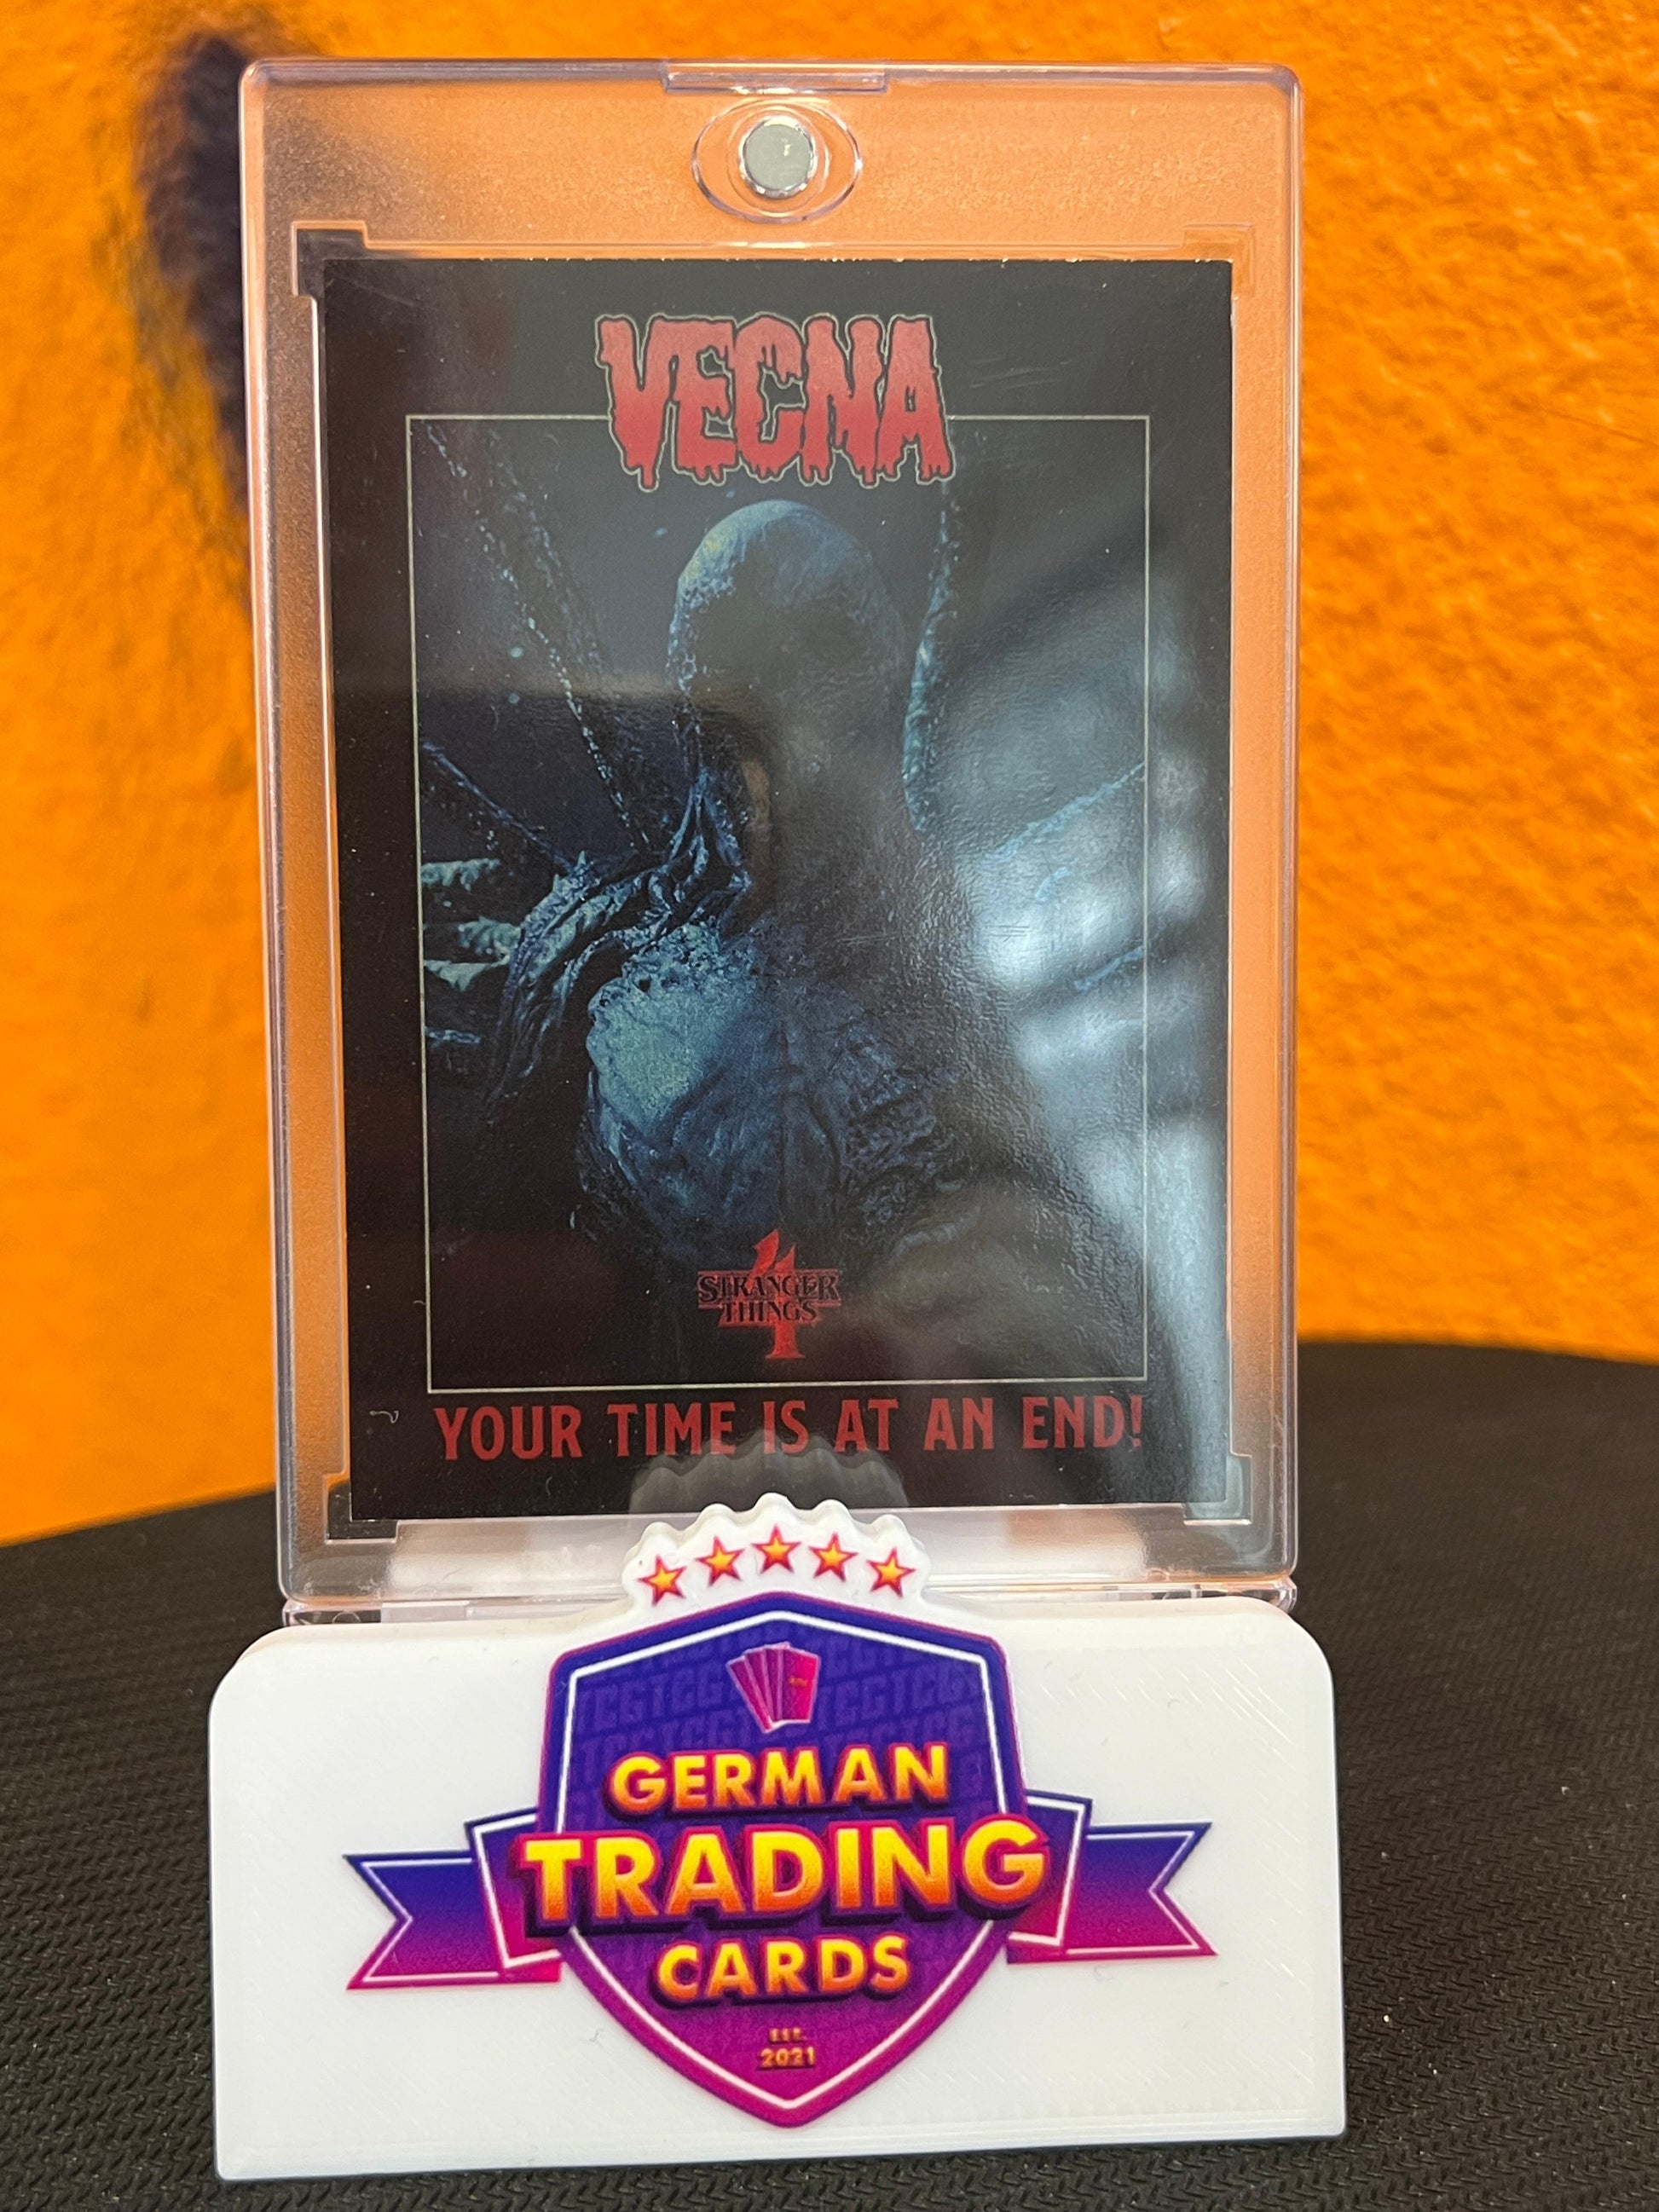 VECNA
4
STRANGER
THINGS
YOUR TIME IS AT AN END!
GERMAN
TRADING
CARDS
EST.
2021